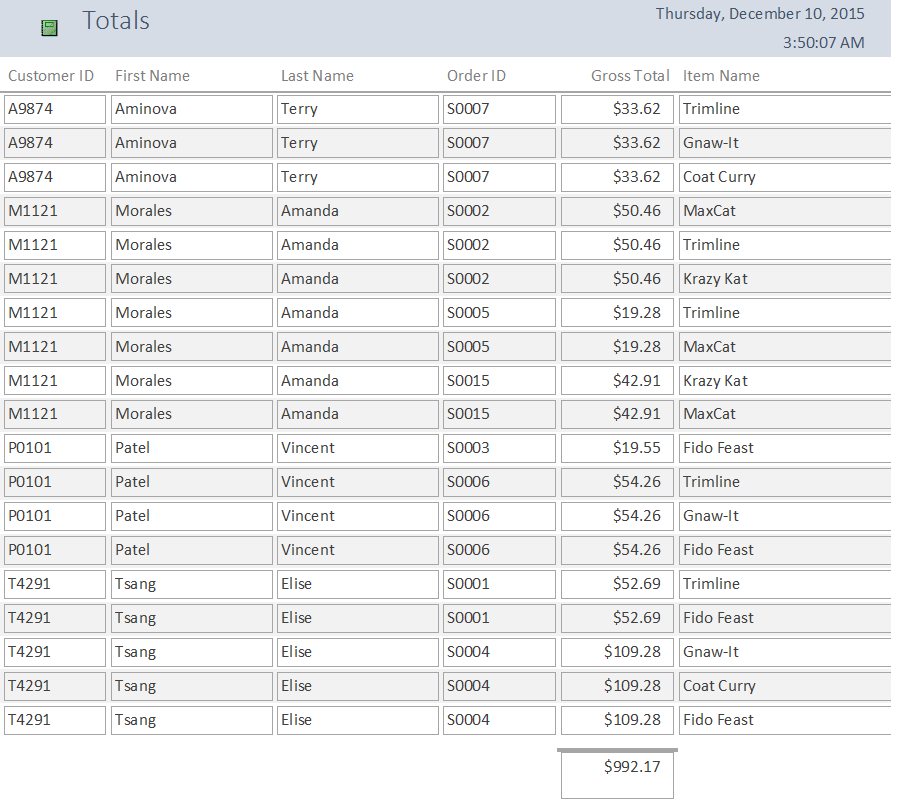 Totals
Thursday, December 10, 2015
3:50:07 AM
Customer ID First Name Last Name Order ID Gross Total Item Name
A9874 Aminova Terry S0007 $33.62 Trimline
A9874 Aminova Terry S0007 $33.62 Gnaw-It
A9874 Aminova Terry S0007 $33.62 Coat Curry
M1121 Morales Amanda S0002 $50.46 MaxCat
M1121 Morales Amanda S0002 $50.46 Trimline
M1121 Morales Amanda S0002 $50.46 Krazy Kat
M1121 Morales Amanda S0005 $19.28 Trimline
M1121 Morales Amanda S0005 $19.28 MaxCat
M1121 Morales Amanda S0015 $42.91 Krazy Kat
M1121 Morales Amanda S0015 $42.91 MaxCat
P0101 Patel Vincent S0003 $19.55 Fido Feast
P0101 Patel Vincent S0006 $54.26 Trimline
P0101 Patel Vincent S0006 $54.26 Gnaw-It
P0101 Patel Vincent S0006 $54.26 Fido Feast
T4291 Tsang Elise S0001 $52.69 Trimline
T4291 Tsang Elise S0001 $52.69 Fido Feast
T4291 Tsang Elise S0004 $109.28 Gnaw-It
T4291 Tsang Elise S0004 $109.28 Coat Curry
T4291 Tsang Elise S0004 $109.28 Fido Feast
$992.17